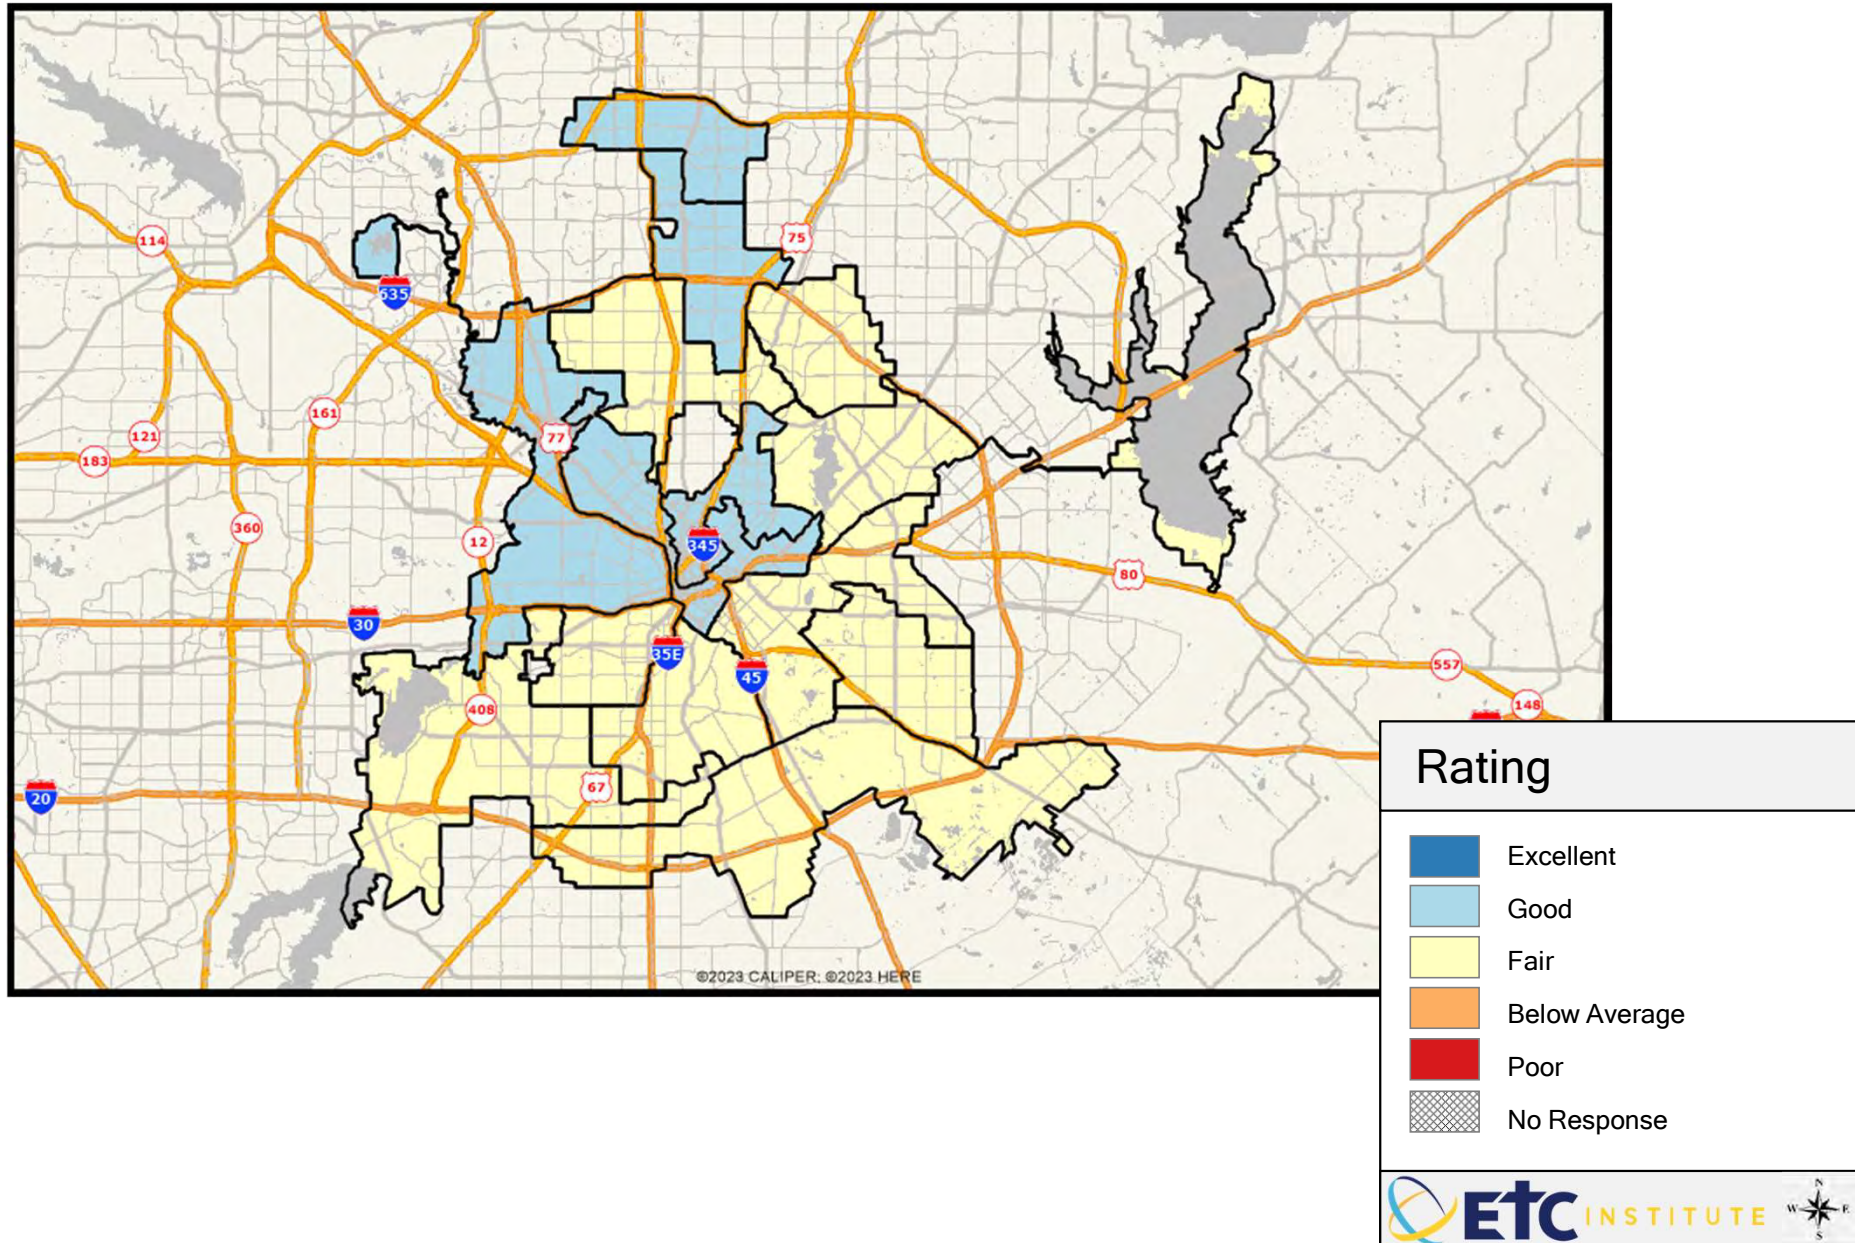 75
114
635
161
77
121
183
360
12
345
80
30
35E
45
557
408
148
67
20
©2023 CALIPER; ©2023 HERE
Rating
Excellent
Good
Fair
Below Average
Poor
No Response
ETC INSTITUTE
N
W E
S